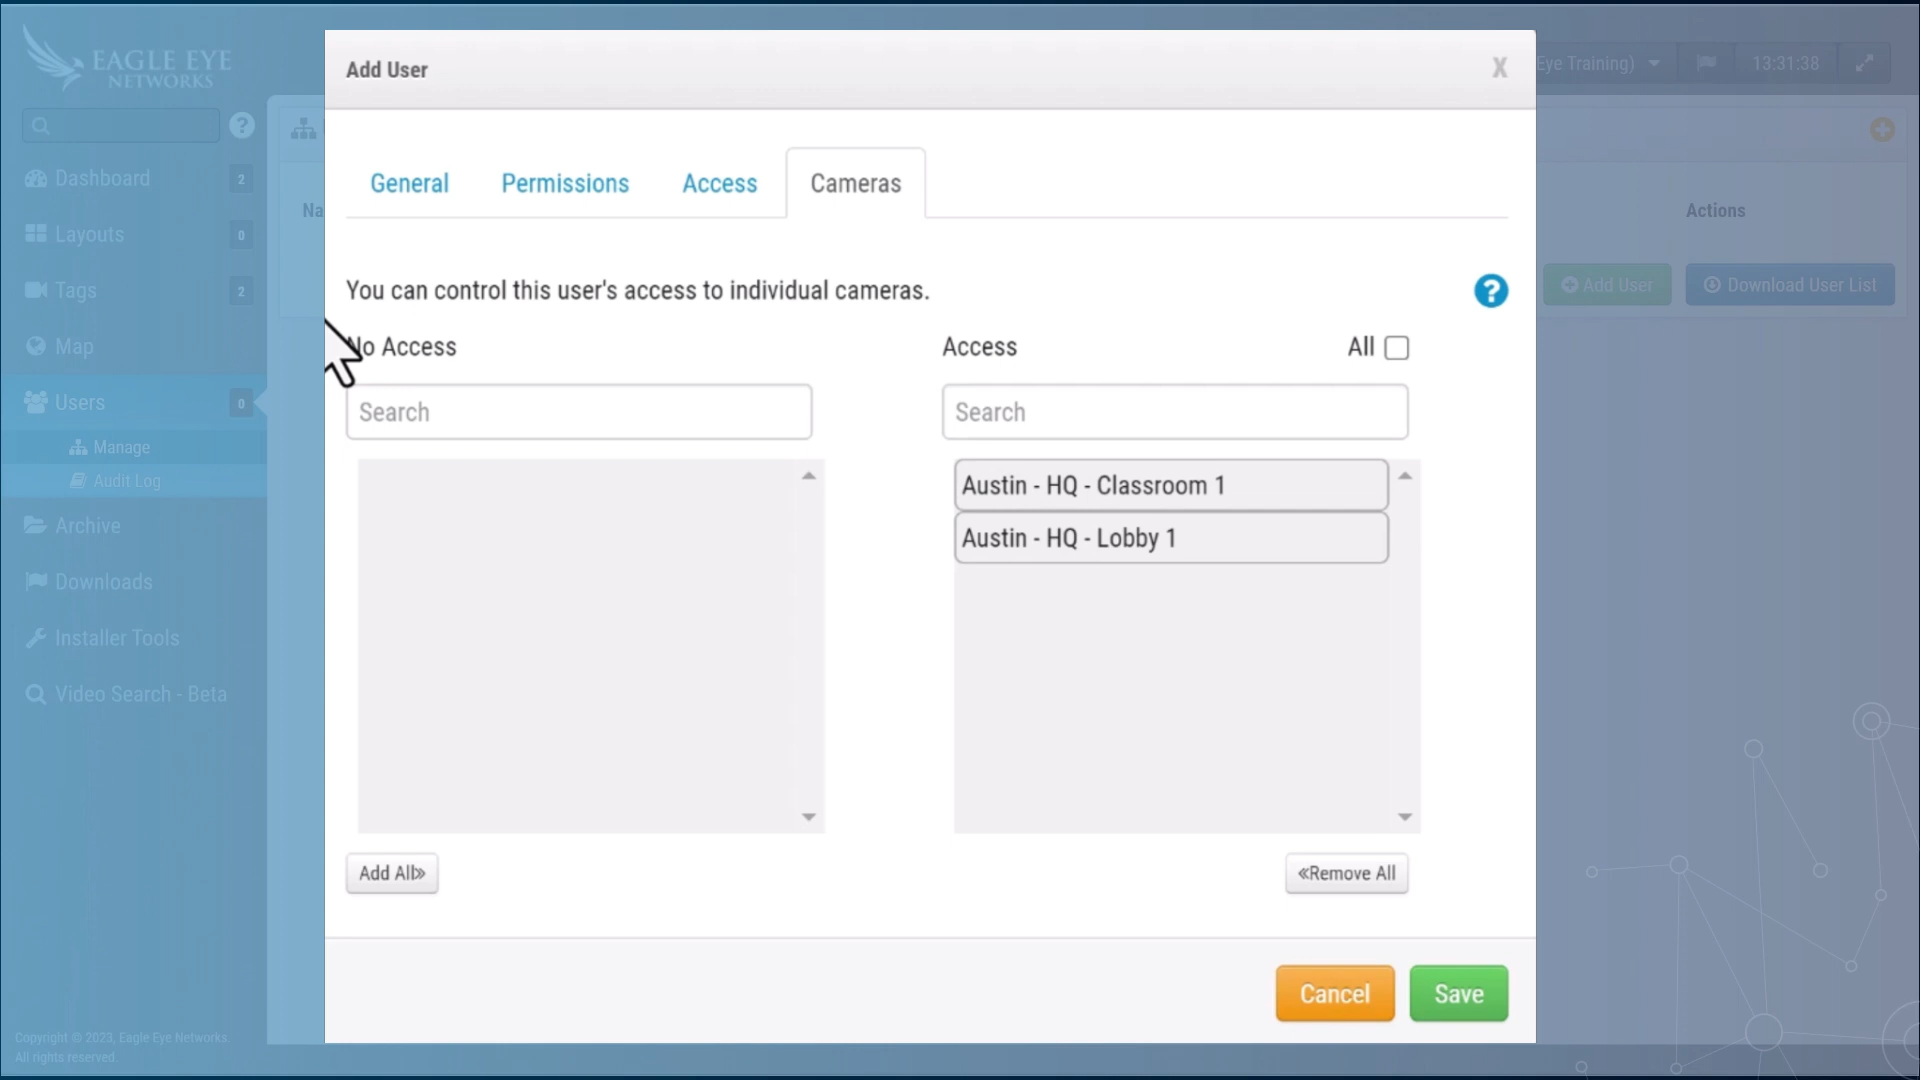 EAGLE EYE
NETWORKS
Dashboard 2
Layouts 0
Tags 2
Map
Users 0
Manage
Audit Log
Archive
Downloads
Installer Tools
Video Search - Beta
Copyright © 2023, Eagle Eye Networks.
All rights reserved.
Eye Training)
13:31:38
Na
Actions
Add User
Download User List
Add User
X
General
Permissions
Access
Cameras
You can control this user's access to individual cameras.
?
No Access
Search
Access
All
Search
Austin - HQ - Classroom 1
Austin - HQ - Lobby 1
Add All»
«Remove All
Cancel
Save